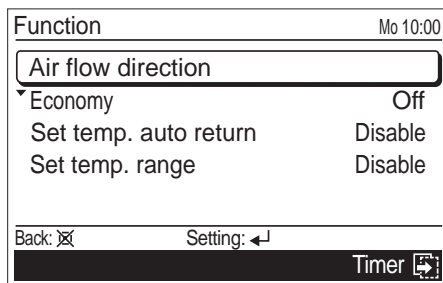 Function Mo 10:00
Air flow direction
Economy Off
Set temp. auto return Disable
Set temp. range Disable
Back: Setting:
Timer